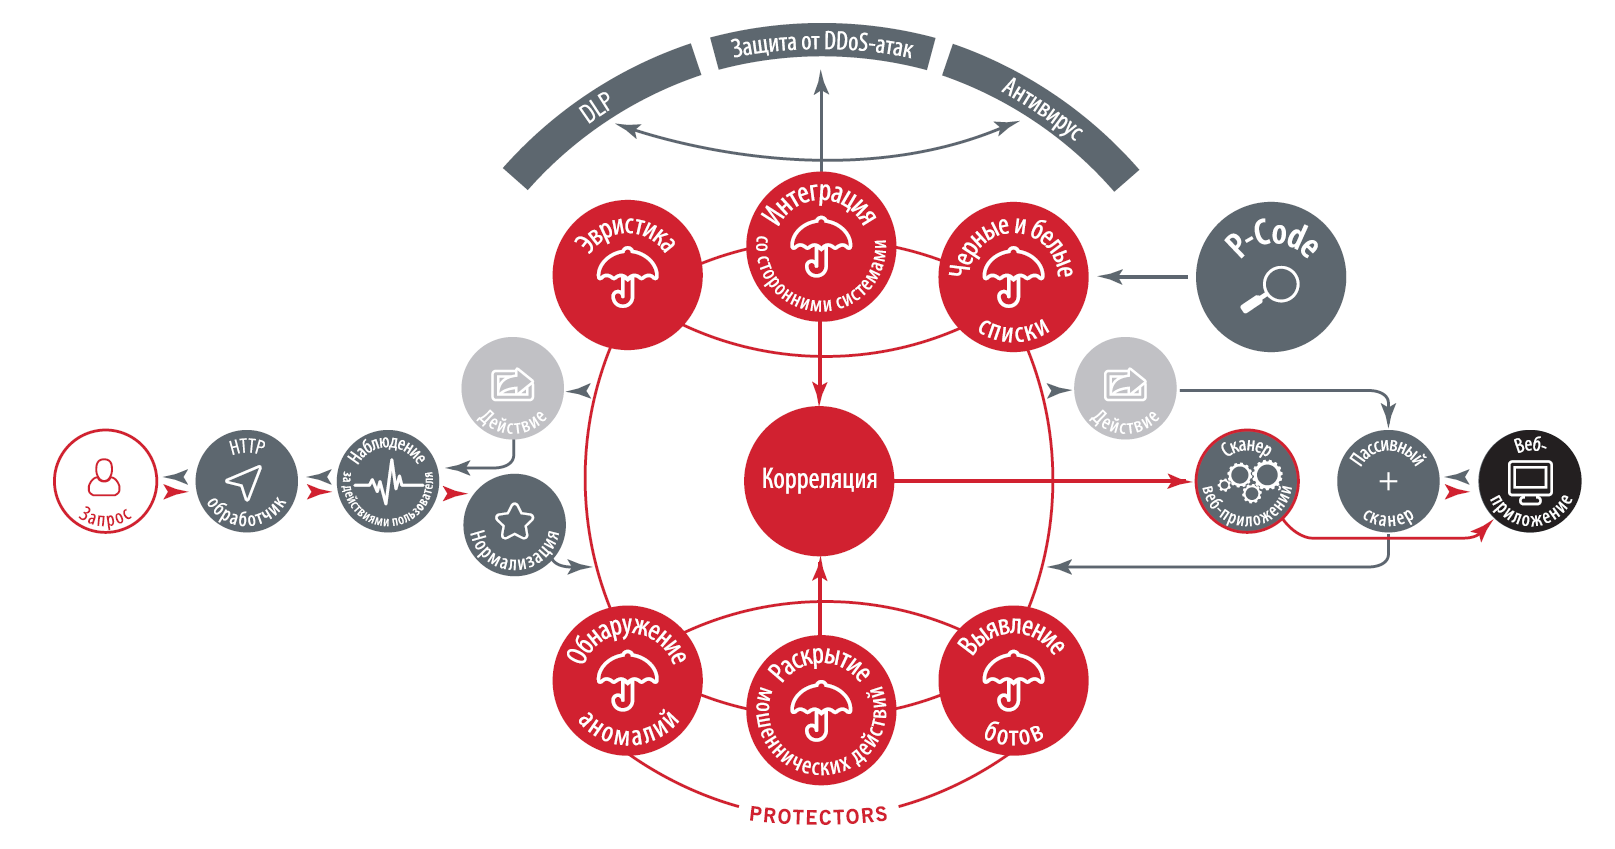 Защита от DDoS-атак
DLP
Антивирус
Интеграция
со сторонними системами
Эвристика
Черные и белые
списки
P-Code
Действие
Действие
Запрос
HTTP
обработчик
Наблюдение
за действиями пользователя
Нормализация
Корреляция
Сканер
веб-приложений
Пассивный
сканер
Веб-
приложение
Обнаружение
аномалий
Раскрытие
мошеннических действий
Выявление
ботов
PROTECTORS